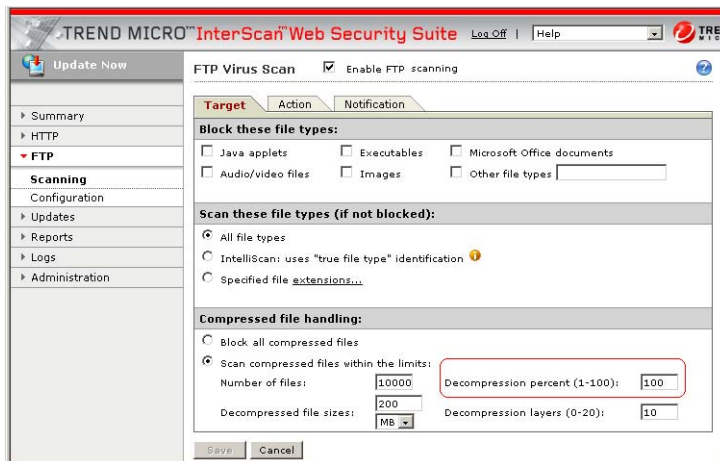 TREND MICRO™ InterScan™ Web Security Suite Log Off | Help
Update Now
FTP Virus Scan Enable FTP scanning
Target Action Notification
Summary
HTTP
FTP
Scanning
Configuration
Updates
Reports
Logs
Administration
Block these file types:
Java applets Executables Microsoft Office documents
Audio/video files Images Other file types
Scan these file types (if not blocked):
All file types
IntelliScan: uses "true file type" identification
Specified file extensions...
Compressed file handling:
Block all compressed files
Scan compressed files within the limits:
Number of files: 10000 Decompression percent (1-100): 100
Decompressed file sizes: 200 MB Decompression layers (0-20): 10
Save Cancel